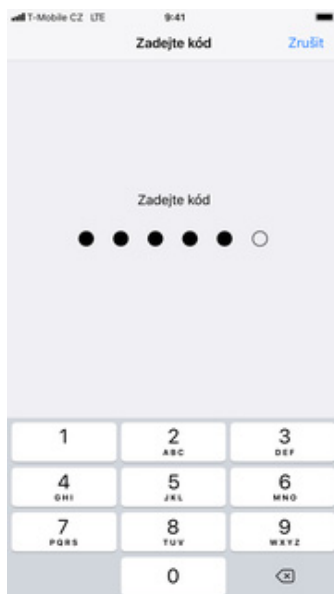 T-Mobile CZ LTE 9:41
Zadejte kód Zrušit
Zadejte kód
1 2 3
ABC DEF
4 5 6
GHI JKL MNO
7 8 9
PQRS TUV WXYZ
0